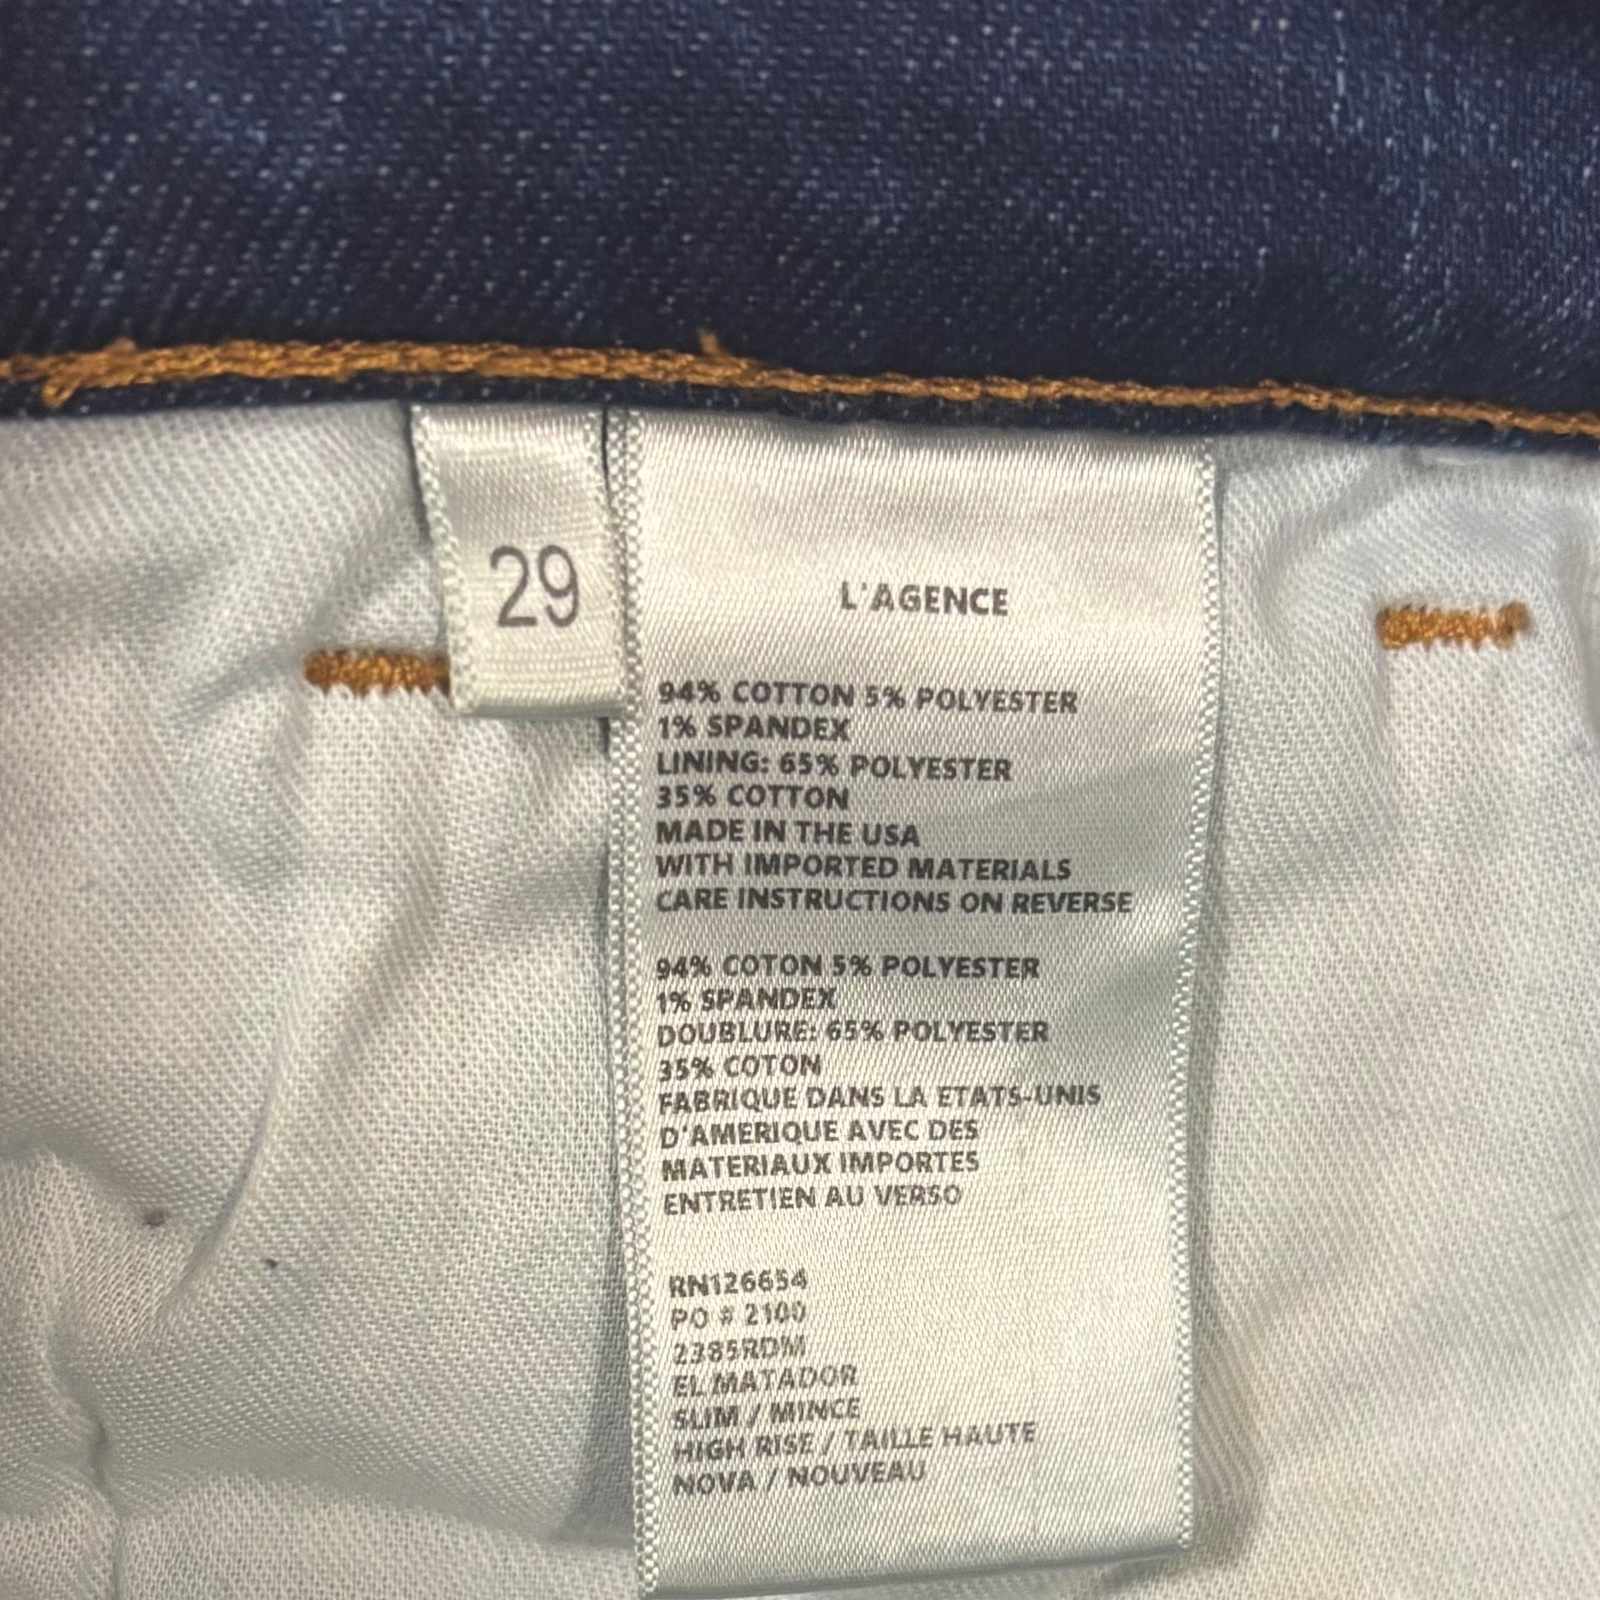 29
L'AGENCE
94% COTTON 5% POLYESTER
1% SPANDEX
LINING: 65% POLYESTER
35% COTTON
MADE IN THE USA
WITH IMPORTED MATERIALS
CARE INSTRUCTIONS ON REVERSE
94% COTON 5% POLYESTER
1% SPANDEX
DOUBLURE: 65% POLYESTER
35% COTON
FABRIQUE DANS LA ETATS-UNIS
D'AMERIQUE AVEC DES
MATERIAUX IMPORTES
ENTRETIEN AU VERSO
RN126654
PO # 2100
2385RDM
EL MATADOR
SLIM / MINCE
HIGH RISE / TAILLE HAUTE
NOVA / NOUVEAU